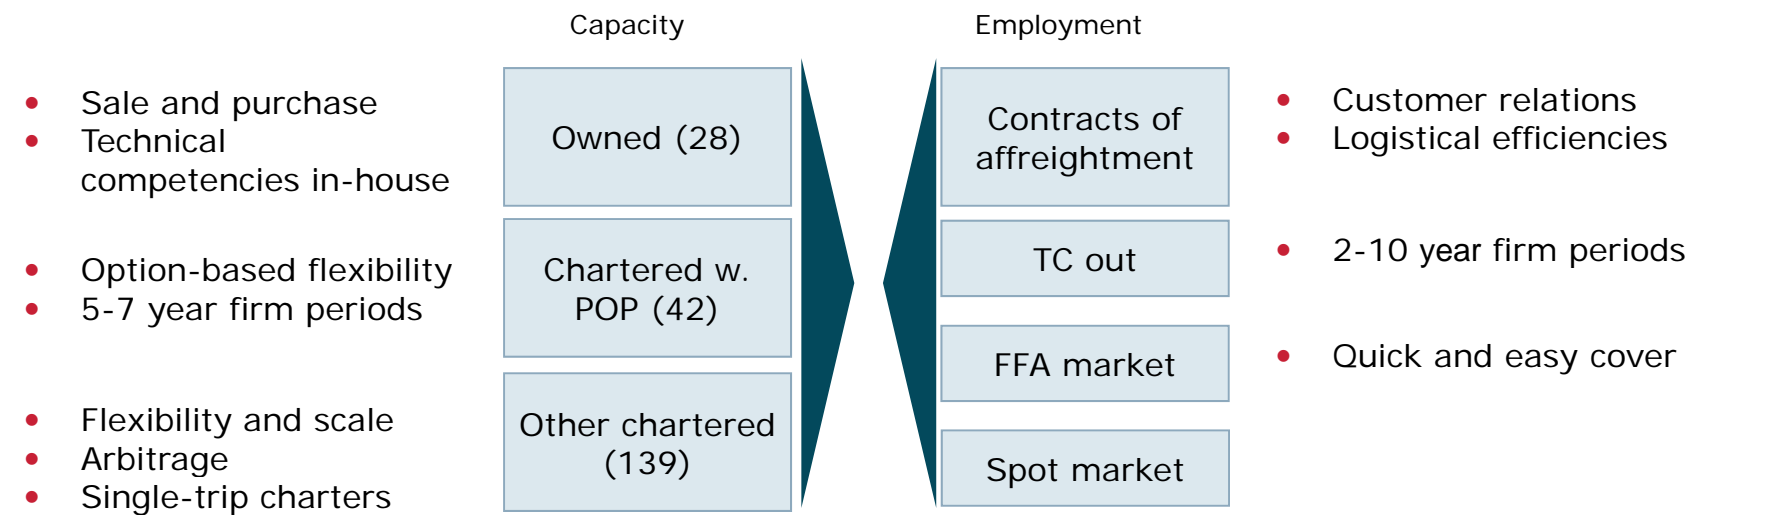 Capacity
Employment
• Sale and purchase
• Technical
competencies in-house
Owned (28)
• Option-based flexibility
• 5-7 year firm periods
Chartered w.
POP (42)
• Flexibility and scale
• Arbitrage
• Single-trip charters
Other chartered
(139)
Contracts of
affreightment
• Customer relations
• Logistical efficiencies
TC out
• 2-10 year firm periods
FFA market
• Quick and easy cover
Spot market